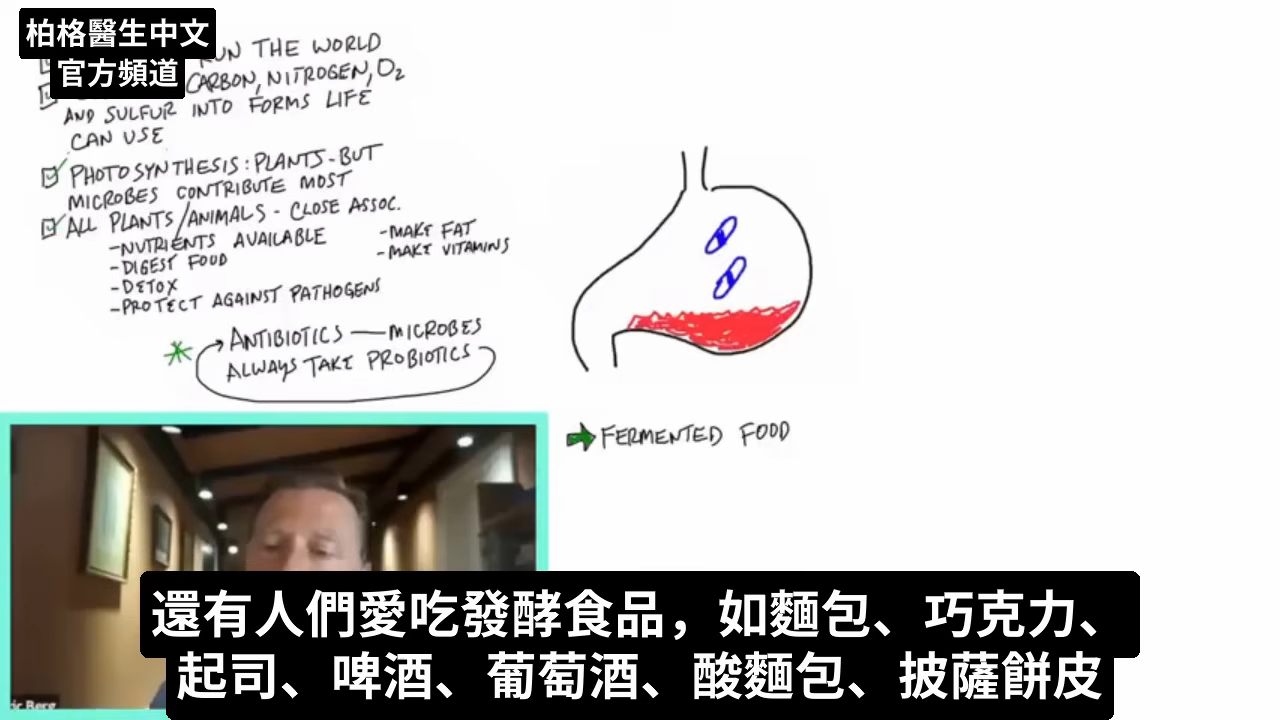 柏格醫生中文
官方頻道
RUN THE WORLD
CARBON, NITROGEN, O2
AND SULFUR INTO FORMS LIFE
CAN USE
PHOTOSYNTHESIS: PLANTS - BUT
MICROBES CONTRIBUTE MOST
ALL PLANTS/ANIMALS - CLOSE ASSOC.
-NUTRIENTS AVAILABLE
-DIGEST FOOD
-DETOX
-PROTECT AGAINST PATHOGENS
-MAKE FAT
-MAKE VITAMINS
ANTIBIOTICS — MICROBES
ALWAYS TAKE PROBIOTICS
FERMENTED FOOD
還有人們愛吃發酵食品，如麵包、巧克力、
起司、啤酒、葡萄酒、酸麵包、披薩餅皮
Berg